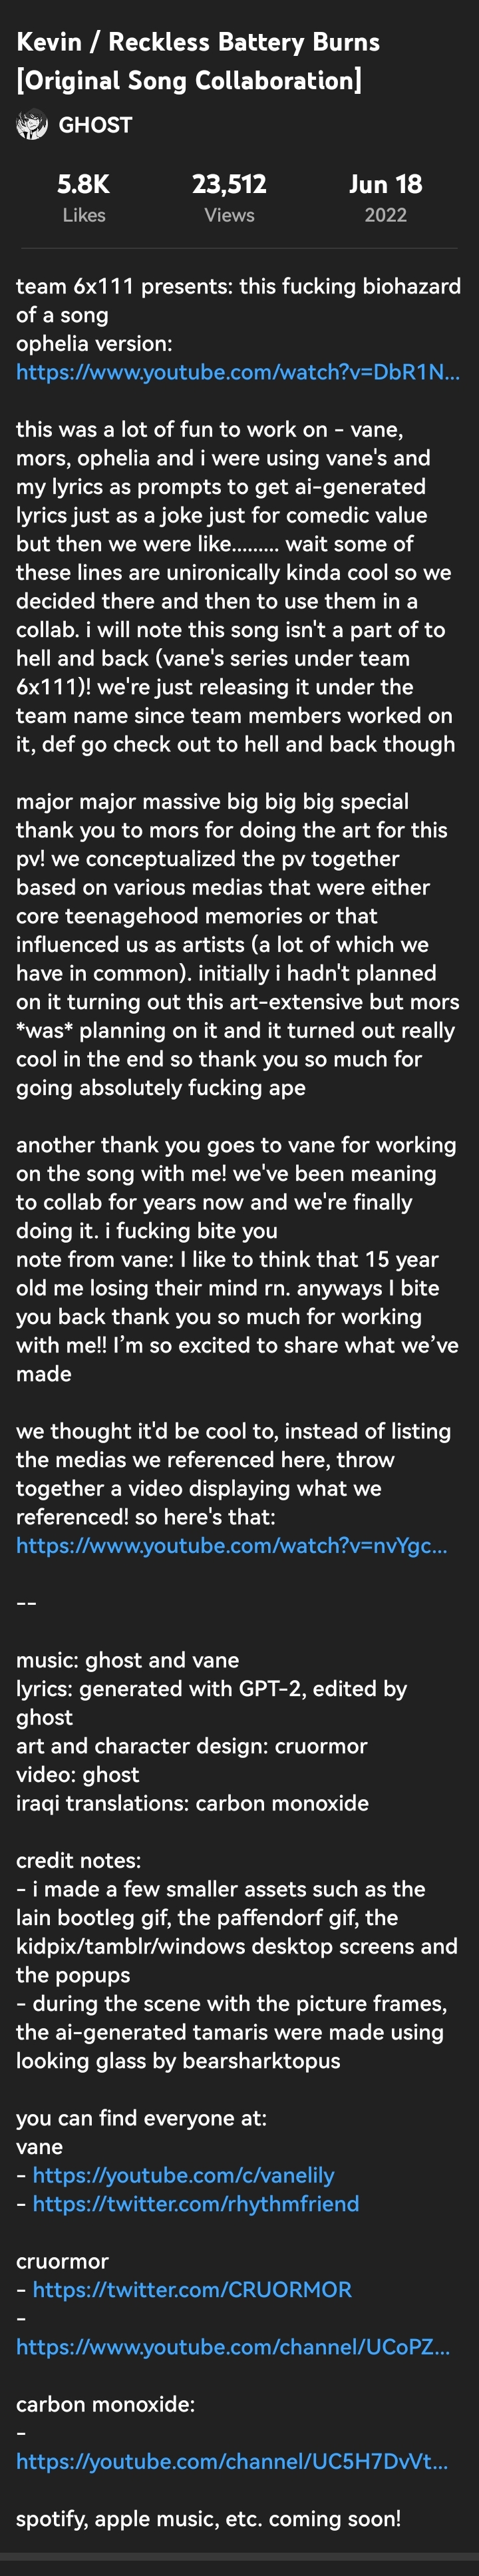 Kevin / Reckless Battery Burns
[Original Song Collaboration]
GHOST
5.8K
Likes
23,512
Views
Jun 18
2022
team 6x111 presents: this fucking biohazard
of a song
ophelia version:
https://www.youtube.com/watch?v=DbR1N...
this was a lot of fun to work on - vane,
mors, ophelia and i were using vane's and
my lyrics as prompts to get ai-generated
lyrics just as a joke just for comedic value
but then we were like......... wait some of
these lines are unironically kinda cool so we
decided there and then to use them in a
collab. i will note this song isn't a part of to
hell and back (vane's series under team
6x111)! we're just releasing it under the
team name since team members worked on
it, def go check out to hell and back though
major major massive big big big special
thank you to mors for doing the art for this
pv! we conceptualized the pv together
based on various medias that were either
core teenagehood memories or that
influenced us as artists (a lot of which we
have in common). initially i hadn't planned
on it turning out this art-extensive but mors
*was* planning on it and it turned out really
cool in the end so thank you so much for
going absolutely fucking ape
another thank you goes to vane for working
on the song with me! we've been meaning
to collab for years now and we're finally
doing it. i fucking bite you
note from vane: I like to think that 15 year
old me losing their mind rn. anyways I bite
you back thank you so much for working
with me!! I’m so excited to share what we’ve
made
we thought it'd be cool to, instead of listing
the medias we referenced here, throw
together a video displaying what we
referenced! so here's that:
https://www.youtube.com/watch?v=nvYgc...
--
music: ghost and vane
lyrics: generated with GPT-2, edited by
ghost
art and character design: cruormor
video: ghost
iraqi translations: carbon monoxide
credit notes:
- i made a few smaller assets such as the
lain bootleg gif, the paffendorf gif, the
kidpix/tamblr/windows desktop screens and
the popups
- during the scene with the picture frames,
the ai-generated tamaris were made using
looking glass by bearsharktopus
you can find everyone at:
vane
- https://youtube.com/c/vanelily
- https://twitter.com/rhythmfriend
cruormor
- https://twitter.com/CRUORMOR
-
https://www.youtube.com/channel/UCoPZ...
carbon monoxide:
-
https://youtube.com/channel/UC5H7DvVt...
spotify, apple music, etc. coming soon!